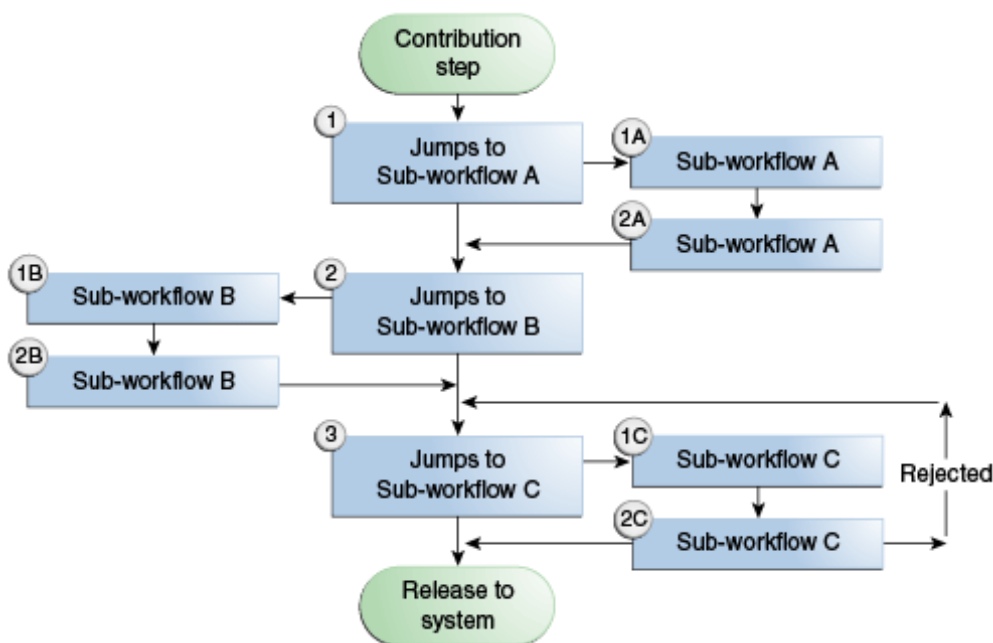 Contribution
step
1
Jumps to
Sub-workflow A
1A
Sub-workflow A
2A
Sub-workflow A
2
Jumps to
Sub-workflow B
1B
Sub-workflow B
2B
Sub-workflow B
3
Jumps to
Sub-workflow C
1C
Sub-workflow C
Rejected
2C
Sub-workflow C
Release to
system